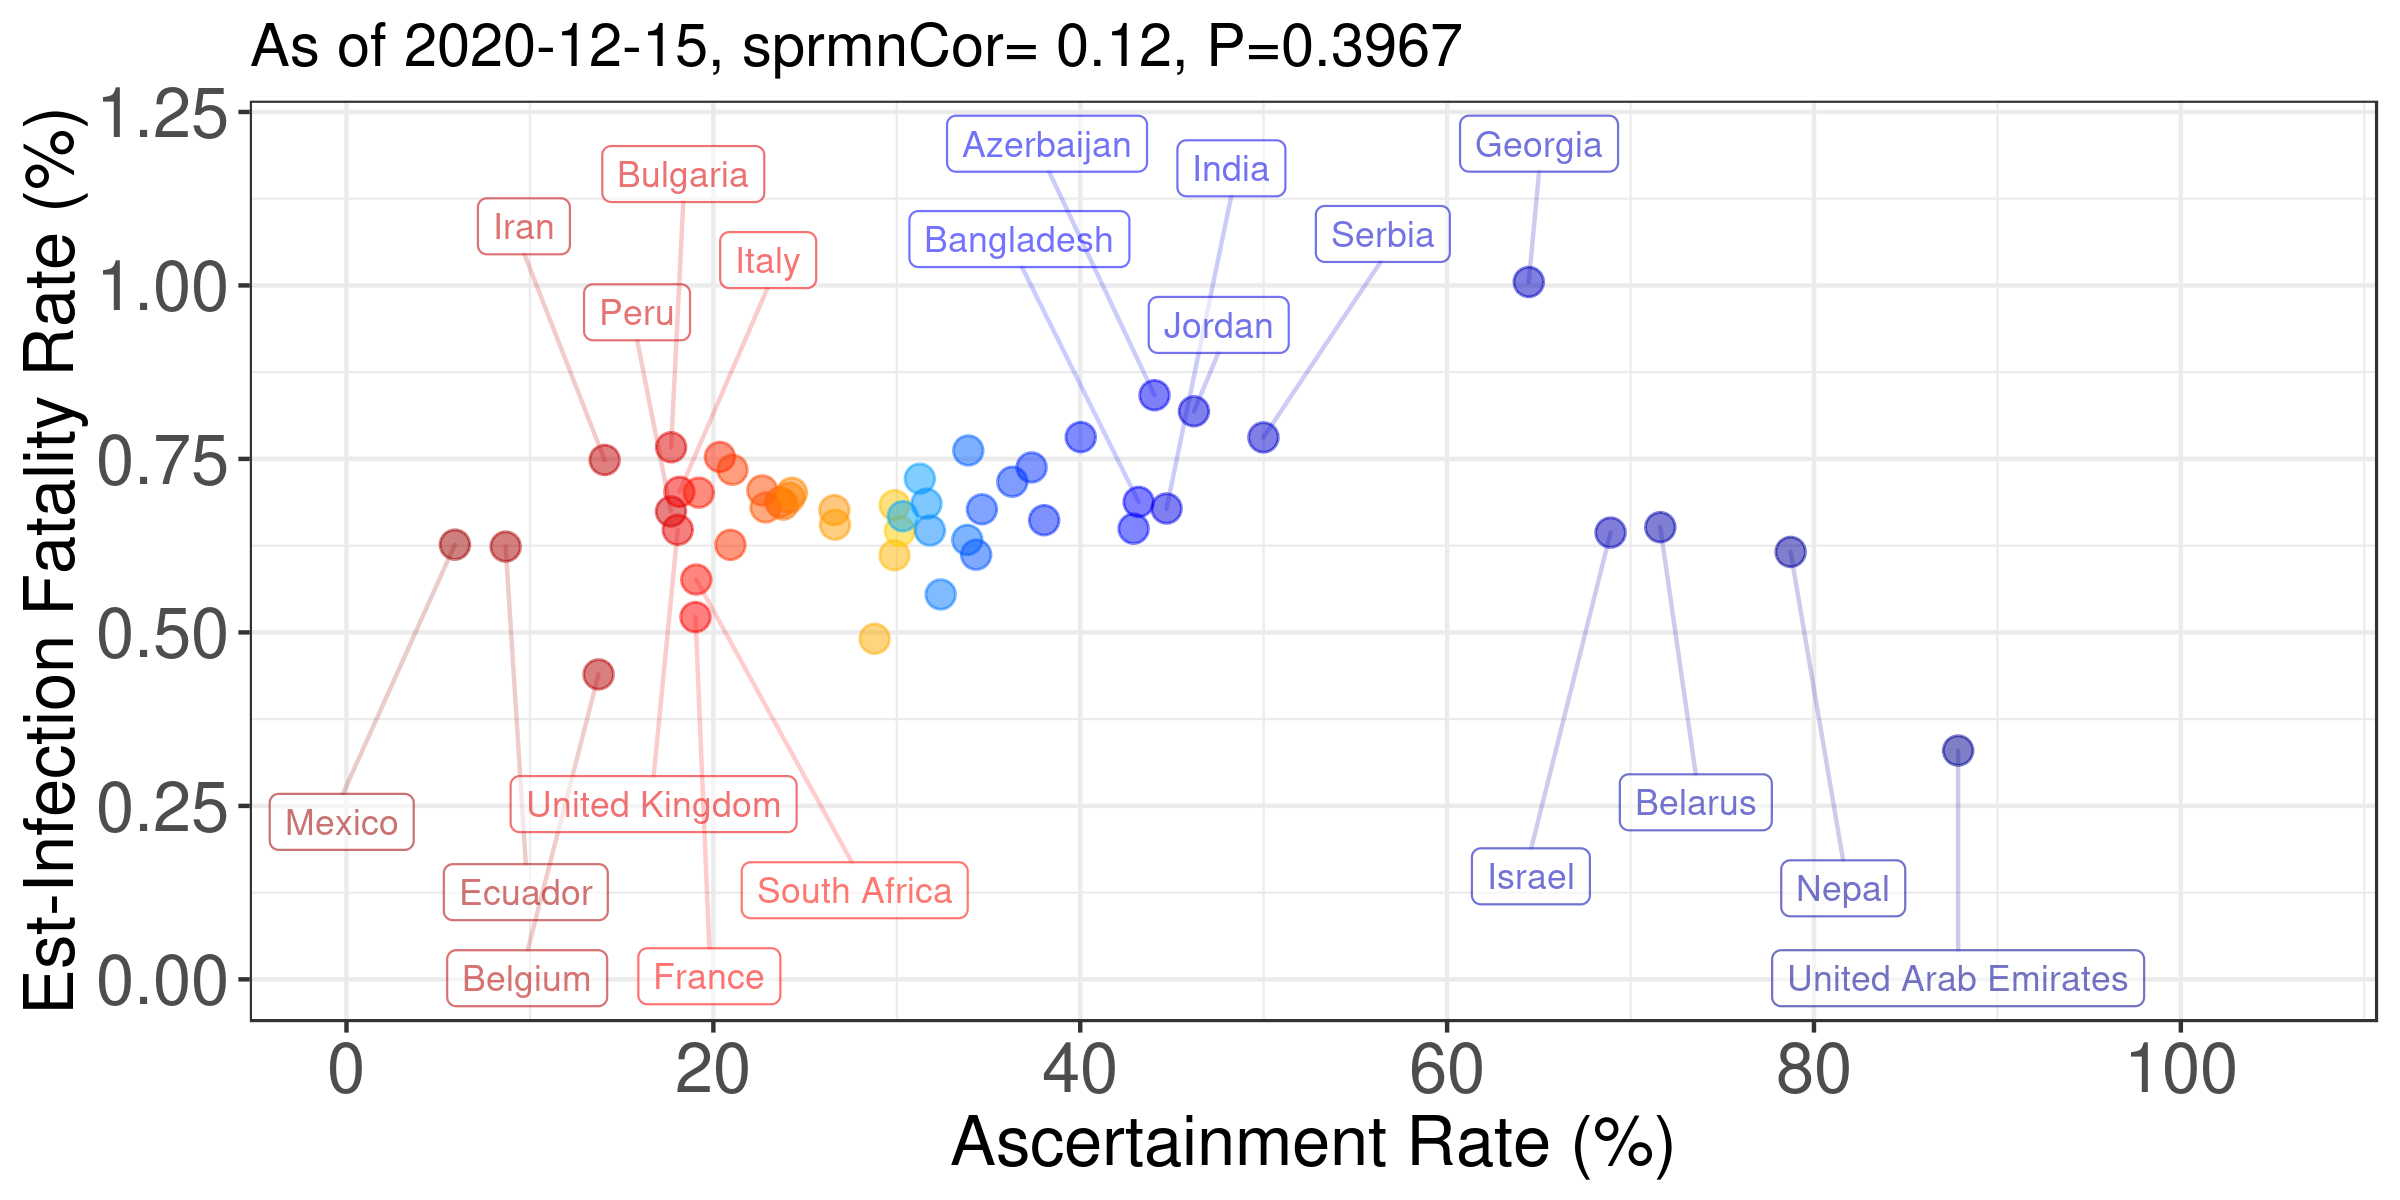 As of 2020-12-15, sprmnCor= 0.12, P=0.3967
Est-Infection Fatality Rate (%)
1.25
1.00
0.75
0.50
0.25
0.00
Azerbaijan
Georgia
India
Bulgaria
Iran
Serbia
Bangladesh
Italy
Peru
Jordan
Mexico
United Kingdom
Belarus
Israel
Ecuador
South Africa
Nepal
Belgium
France
United Arab Emirates
0
20
40
60
80
100
Ascertainment Rate (%)